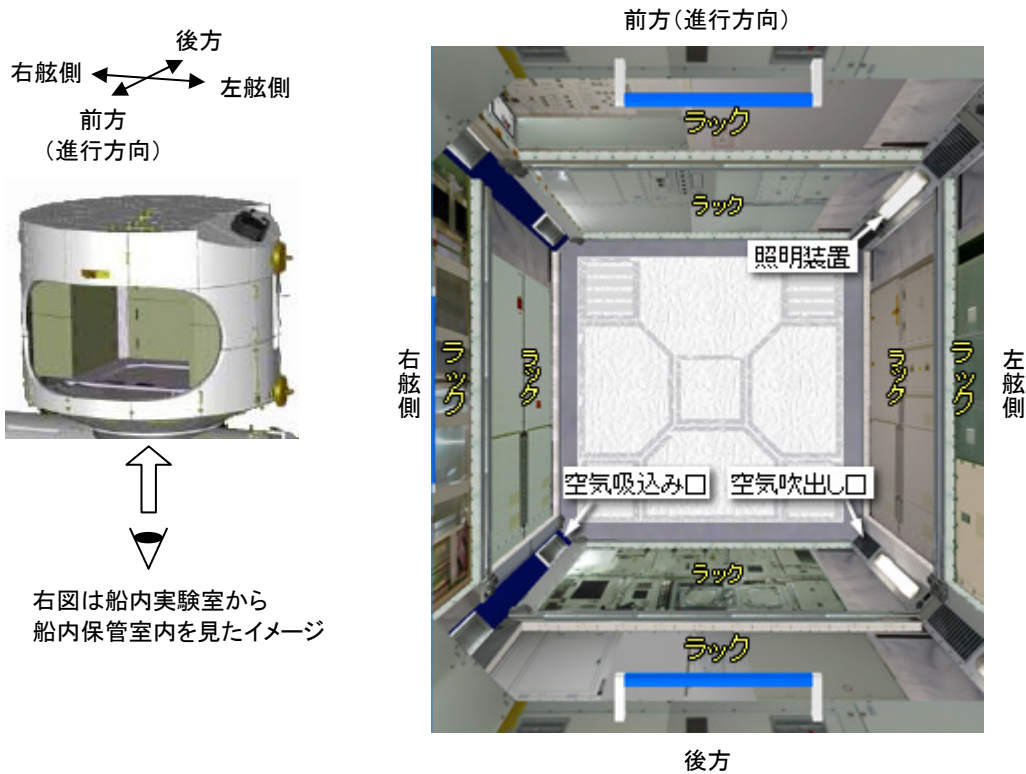 後方
右舷側
左舷側
前方
(進行方向)
右図は船内実験室から
船内保管室内を見たイメージ
前方(進行方向)
ラック
ラック
照明装置
右舷側
ラック
ラック
ラック
ラック
左舷側
空気吸込み口
空気吹出し口
ラック
ラック
後方